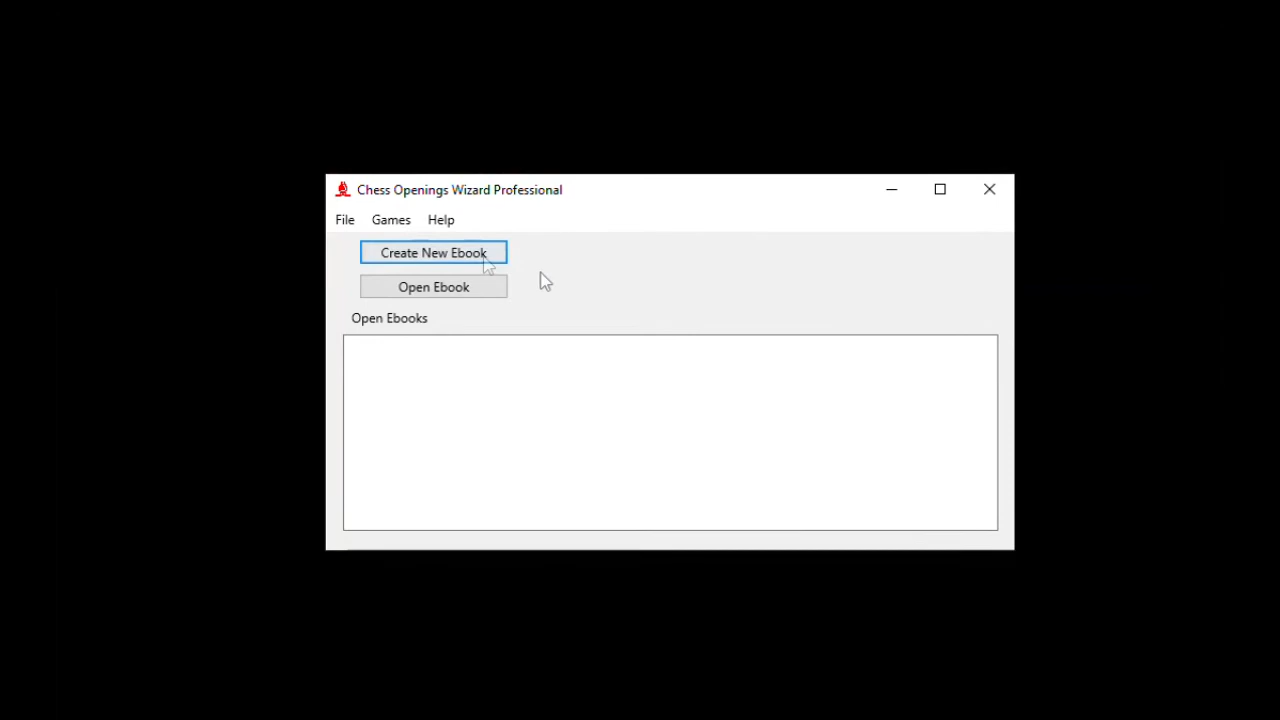 Chess Openings Wizard Professional
File Games Help
Create New Ebook
Open Ebook
Open Ebooks